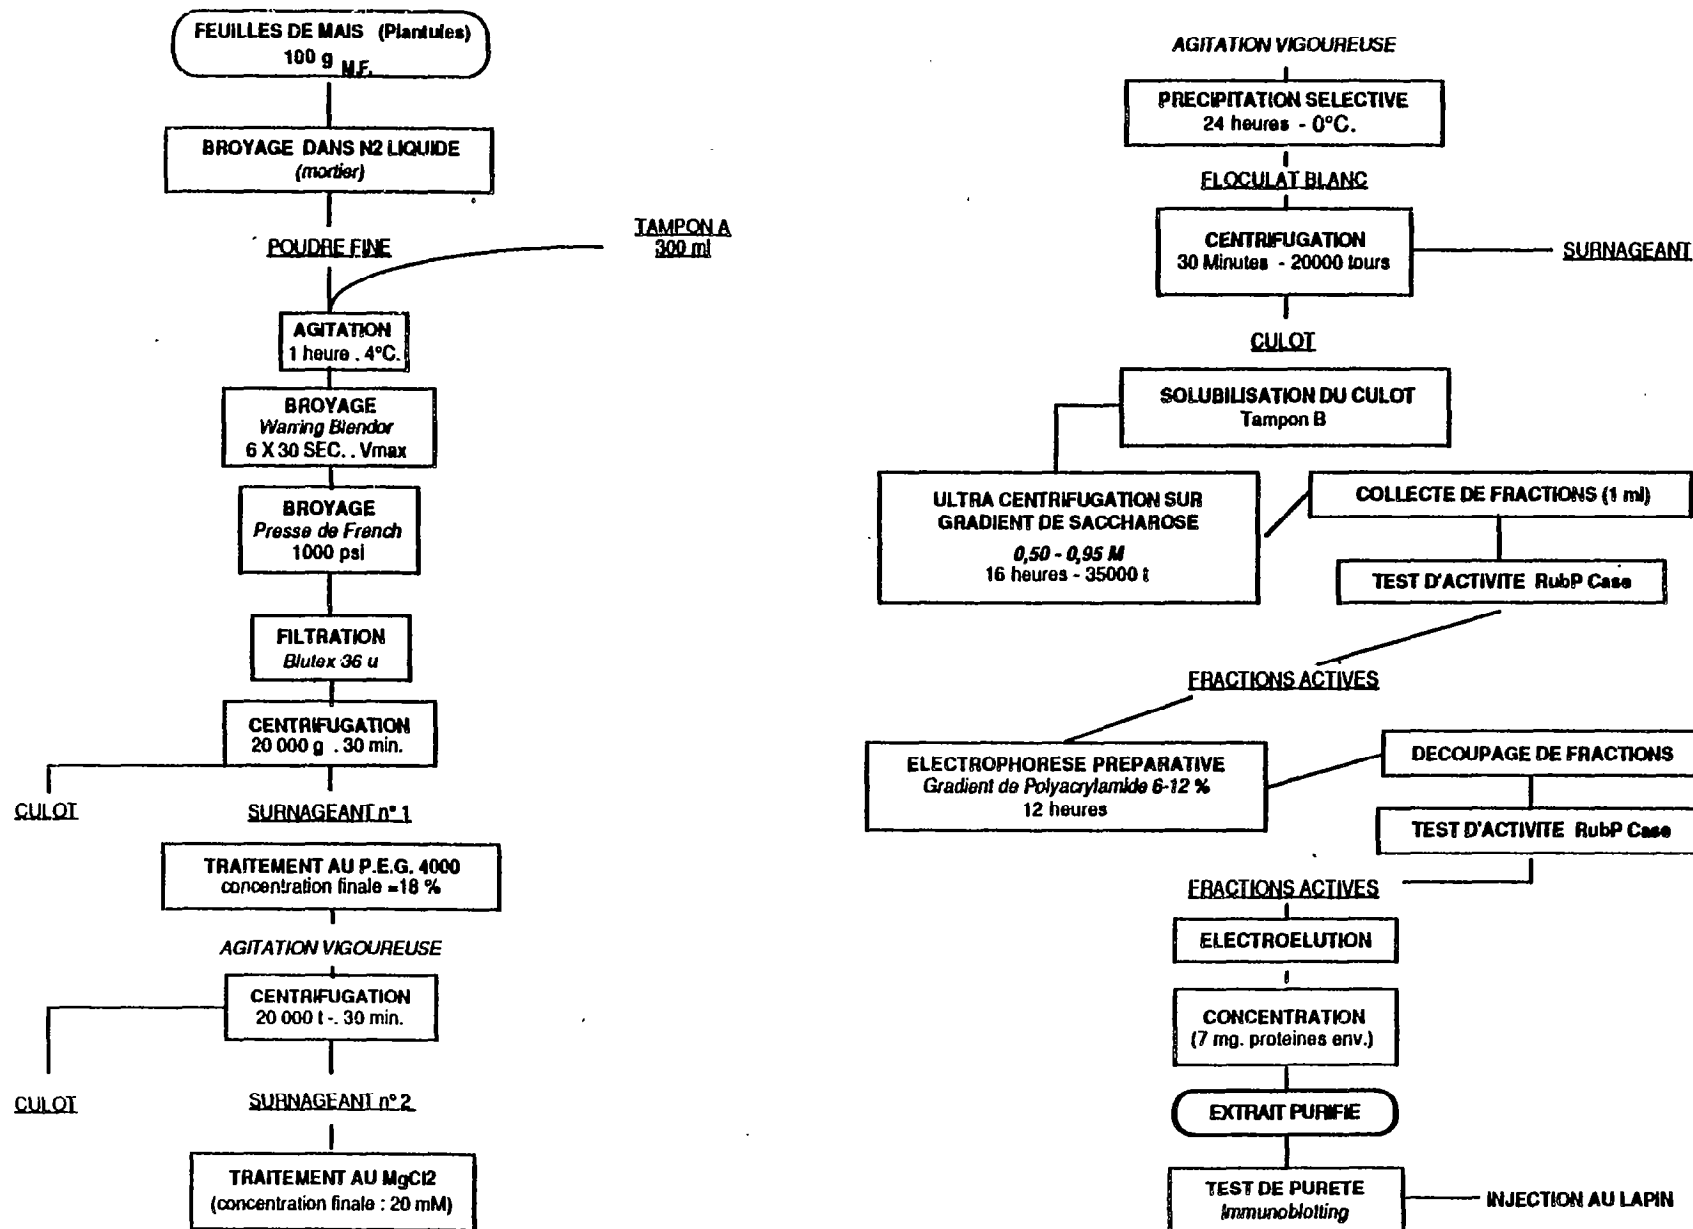 FEUILLES DE MAIS (Plantules)
100 g M.F.
BROYAGE DANS N2 LIQUIDE
(mortier)
POUDRE FINE
TAMPON A
300 ml
AGITATION
1 heure . 4°C.
BROYAGE
Warring Blendor
6 X 30 SEC. . Vmax
BROYAGE
Presse de French
1000 psi
FILTRATION
Blutex 36 u
CENTRIFUGATION
20 000 g . 30 min.
CULOT
SURNAGEANT n° 1
TRAITEMENT AU P.E.G. 4000
concentration finale =18 %
AGITATION VIGOUREUSE
CENTRIFUGATION
20 000 t -. 30 min.
CULOT
SURNAGEANT n° 2
TRAITEMENT AU MgCl2
(concentration finale : 20 mM)
AGITATION VIGOUREUSE
PRECIPITATION SELECTIVE
24 heures - 0°C.
FLOCULAT BLANC
CENTRIFUGATION
30 Minutes - 20000 tours
SURNAGEANT
CULOT
SOLUBILISATION DU CULOT
Tampon B
ULTRA CENTRIFUGATION SUR
GRADIENT DE SACCHAROSE
0,50 - 0,95 M
16 heures - 35000 t
COLLECTE DE FRACTIONS (1 ml)
TEST D'ACTIVITE RubP Case
FRACTIONS ACTIVES
ELECTROPHORESE PREPARATIVE
Gradient de Polyacrylamide 6-12 %
12 heures
DECOUPAGE DE FRACTIONS
TEST D'ACTIVITE RubP Case
FRACTIONS ACTIVES
ELECTROELUTION
CONCENTRATION
(7 mg. proteines env.)
EXTRAIT PURIFIE
TEST DE PURETE
Immunoblotting
INJECTION AU LAPIN